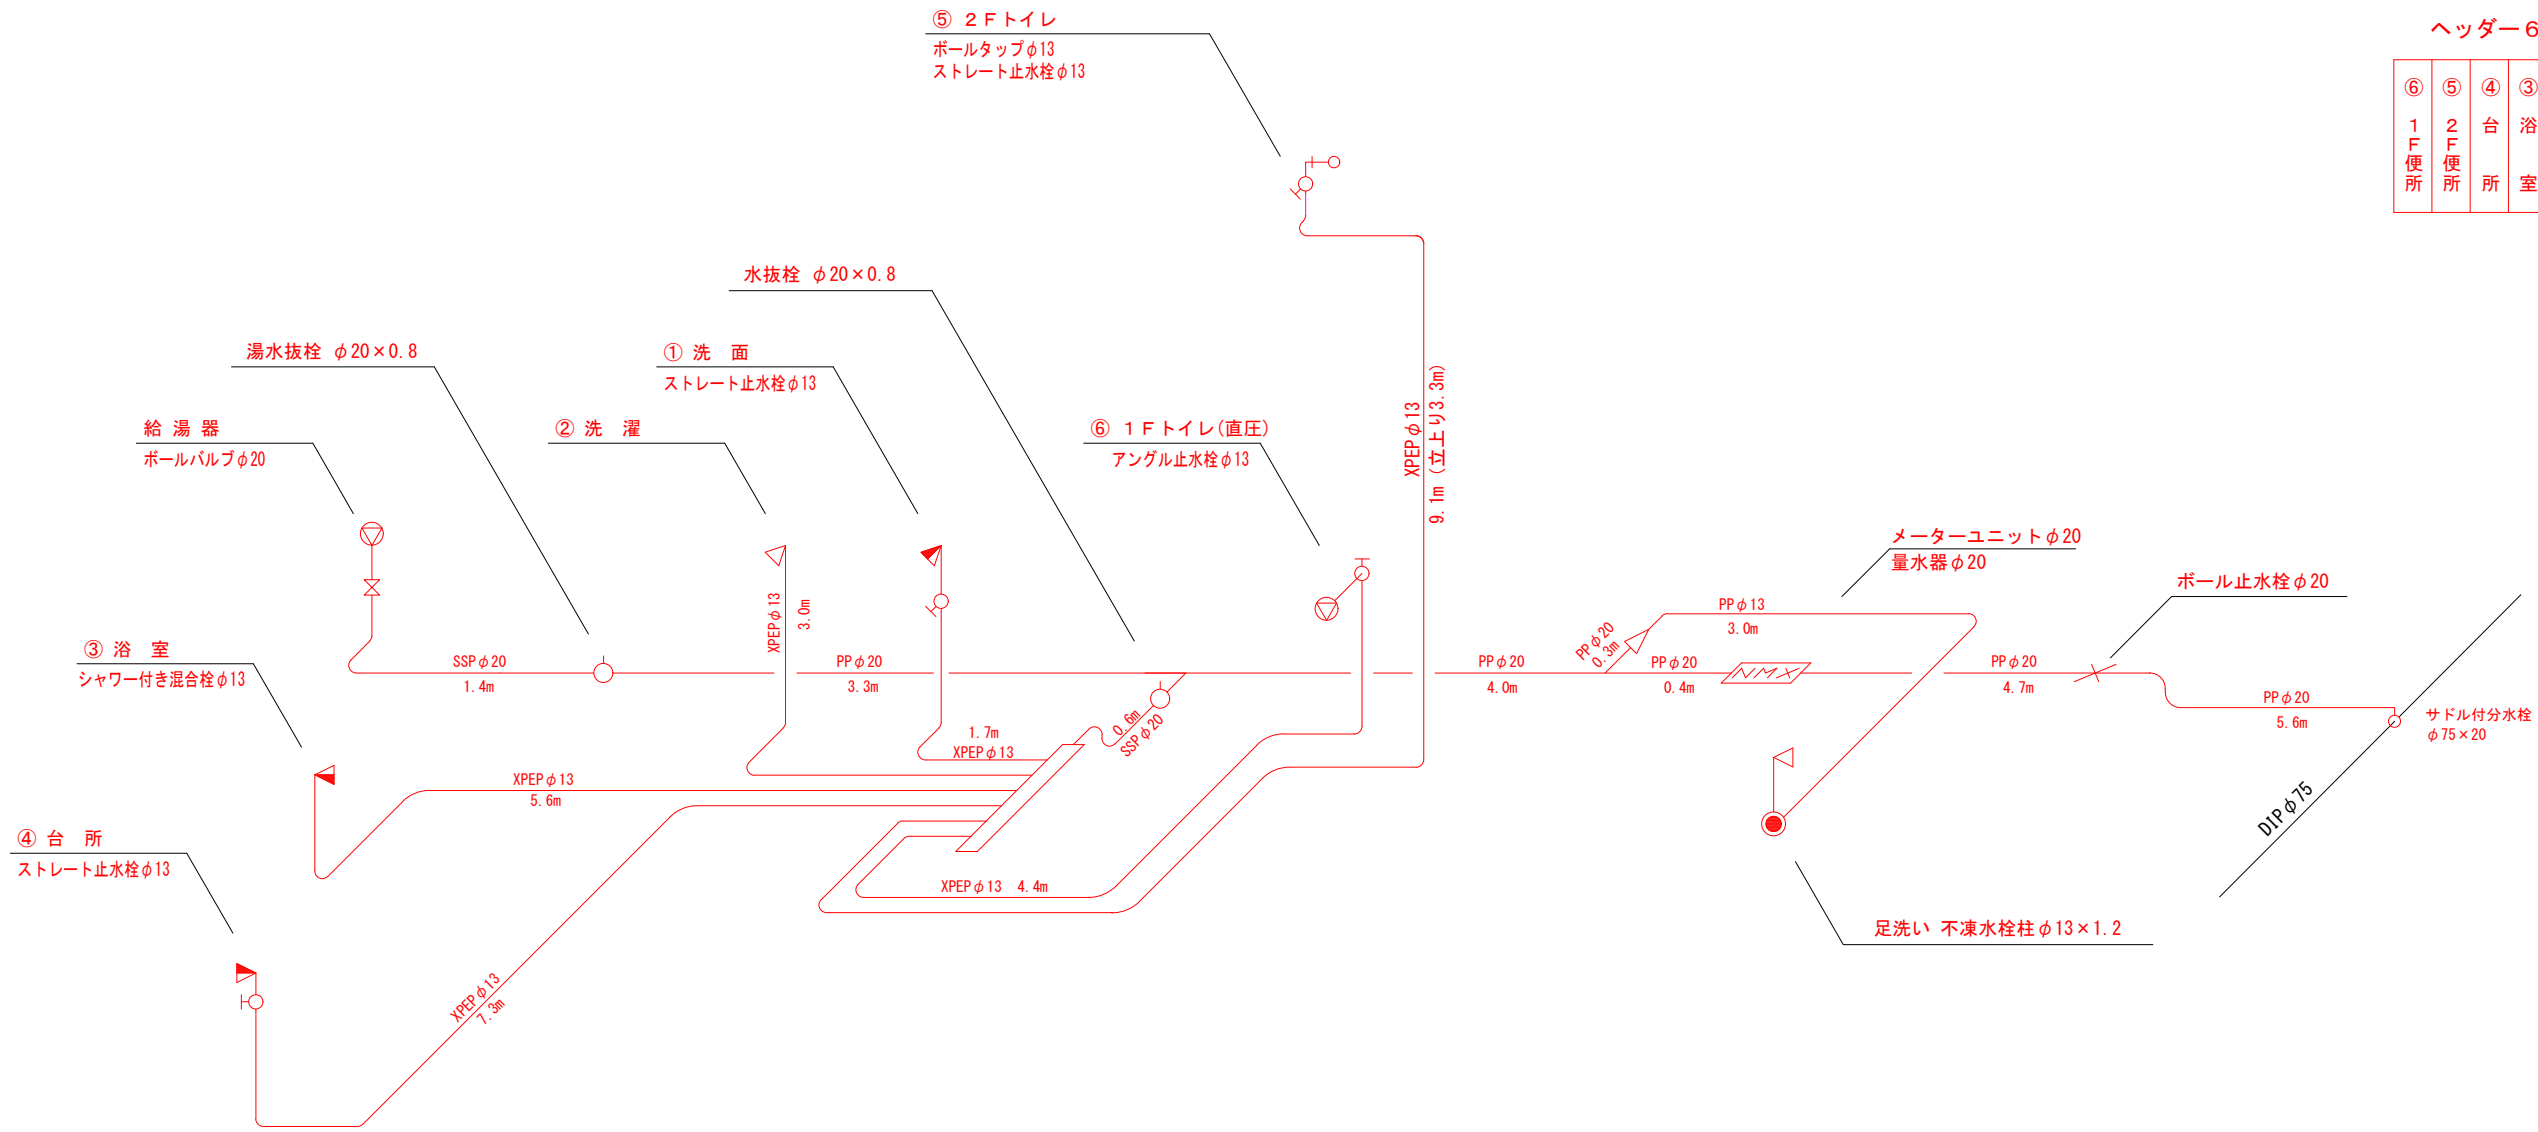 ⑤ ２Ｆトイレ
ボールタップφ13
ストレート止水栓φ13
ヘッダー６
⑥ １Ｆ便所
⑤ ２Ｆ便所
④ 台　所
③ 浴　室
水抜栓 φ20×0.8
湯水抜栓 φ20×0.8
① 洗　面
ストレート止水栓φ13
給 湯 器
ボールバルブφ20
② 洗　濯
⑥ １Ｆトイレ(直圧)
アングル止水栓φ13
XPEPφ13
9.1m (立上り3.3m)
メーターユニットφ20
量水器φ20
ボール止水栓φ20
XPEPφ13
3.0m
PPφ20
0.3m
PPφ13
3.0m
③ 浴　室
シャワー付き混合栓φ13
SSPφ20
1.4m
PPφ20
3.3m
PPφ20
4.0m
PPφ20
0.4m
PPφ20
4.7m
PPφ20
5.6m
サドル付分水栓
φ75×20
1.7m
XPEPφ13
0.6m
SSPφ20
XPEPφ13
5.6m
DIPφ75
④ 台　所
ストレート止水栓φ13
XPEPφ13 4.4m
足洗い 不凍水栓柱φ13×1.2
XPEPφ13
7.3m